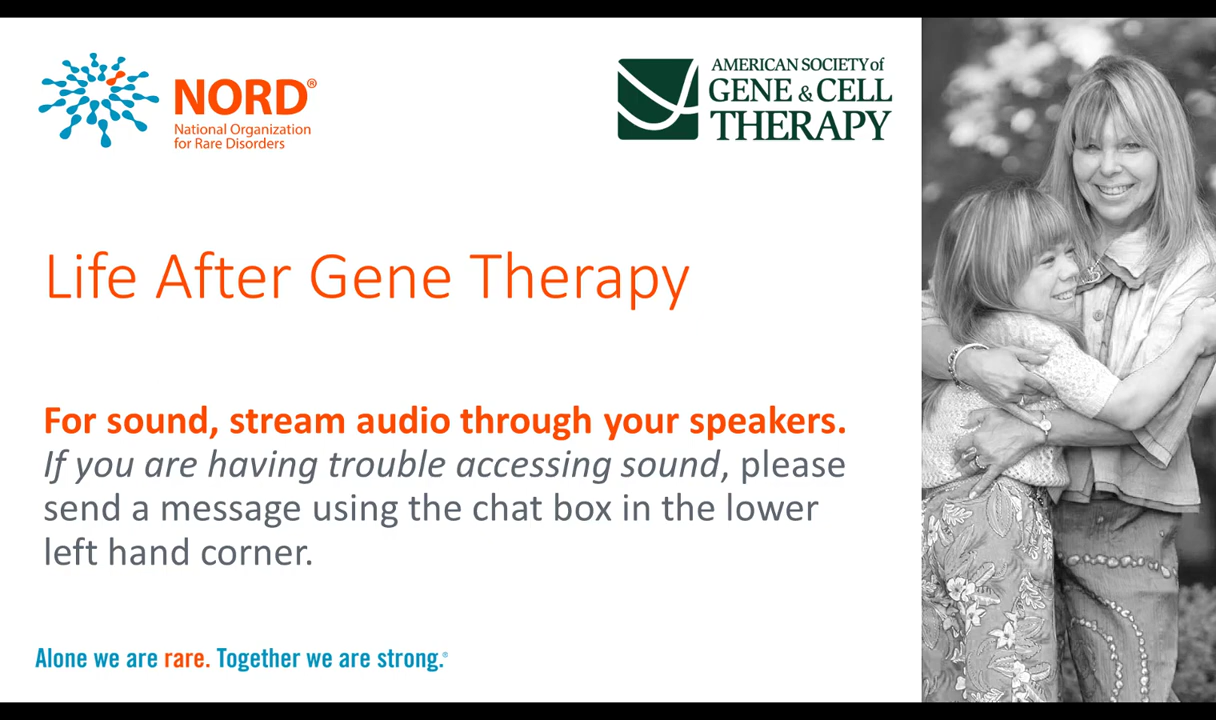 NORD®
National Organization
for Rare Disorders
AMERICAN SOCIETY of
GENE & CELL
THERAPY
Life After Gene Therapy
For sound, stream audio through your speakers.
If you are having trouble accessing sound, please
send a message using the chat box in the lower
left hand corner.
Alone we are rare. Together we are strong.®